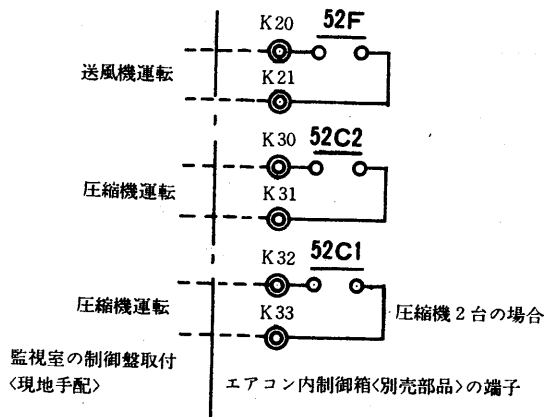 K20 52F
送風機運転
K21
K30 52C2
圧縮機運転
K31
K32 52C1
圧縮機運転
K33
圧縮機2台の場合
監視室の制御盤取付
〈現地手配〉
エアコン内制御箱〈別売部品〉の端子